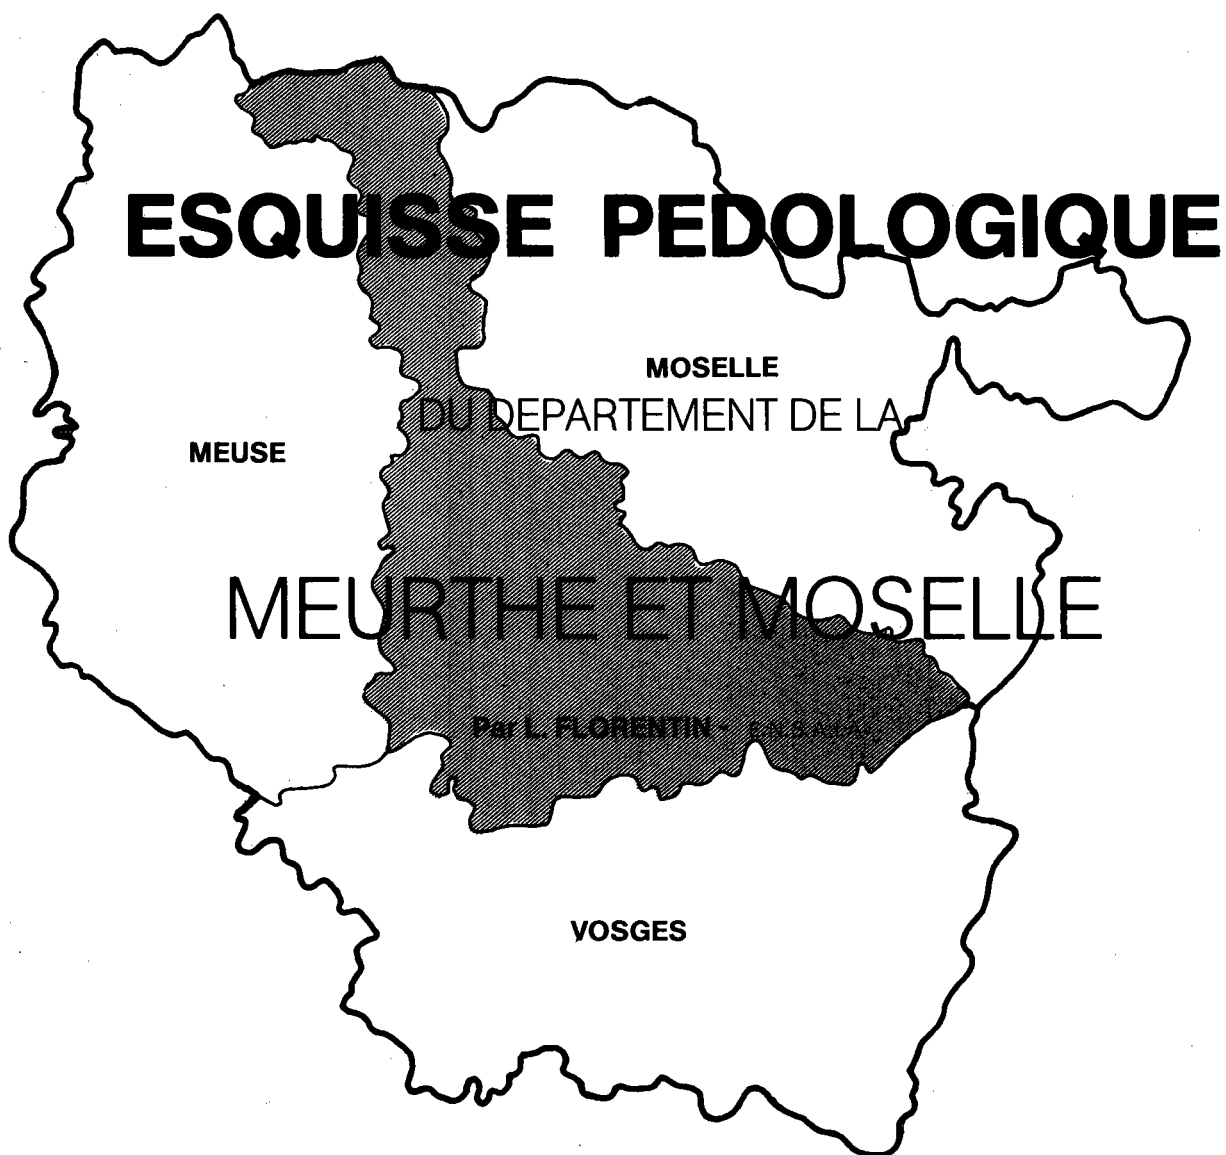 ESQUISSE PEDOLOGIQUE
MOSELLE
DU DEPARTEMENT DE LA
MEUSE
MEURTHE ET MOSELLE
Par L. FLORENTIN -
VOSGES